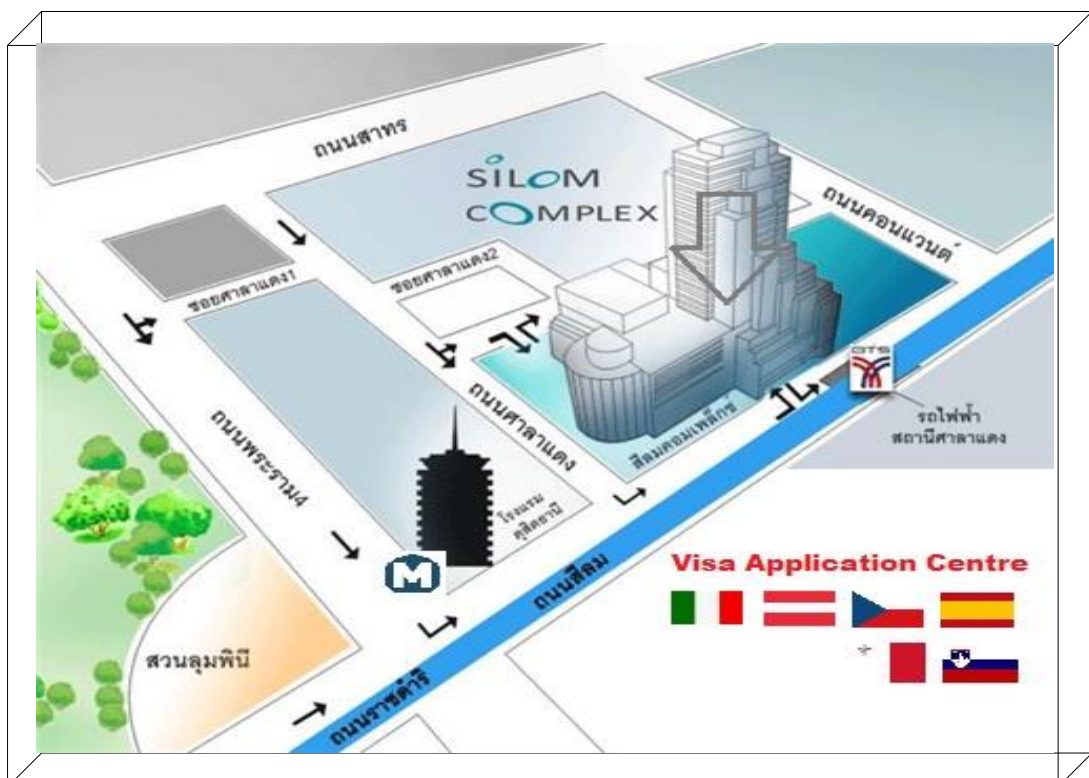 ถนนสาทร
SILOM
COMPLEX
ถนนคอนแวนต์
ซอยศาลาแดง1
ซอยศาลาแดง2
BTS
รถไฟฟ้า
สถานีศาลาแดง
ถนนศาลาแดง
สีลมคอมเพล็กซ์
ถนนพระราม4
โรงแรม
ดุสิตธานี
M
ถนนสีลม
Visa Application Centre
สวนลุมพินี
ถนนราชดำริ